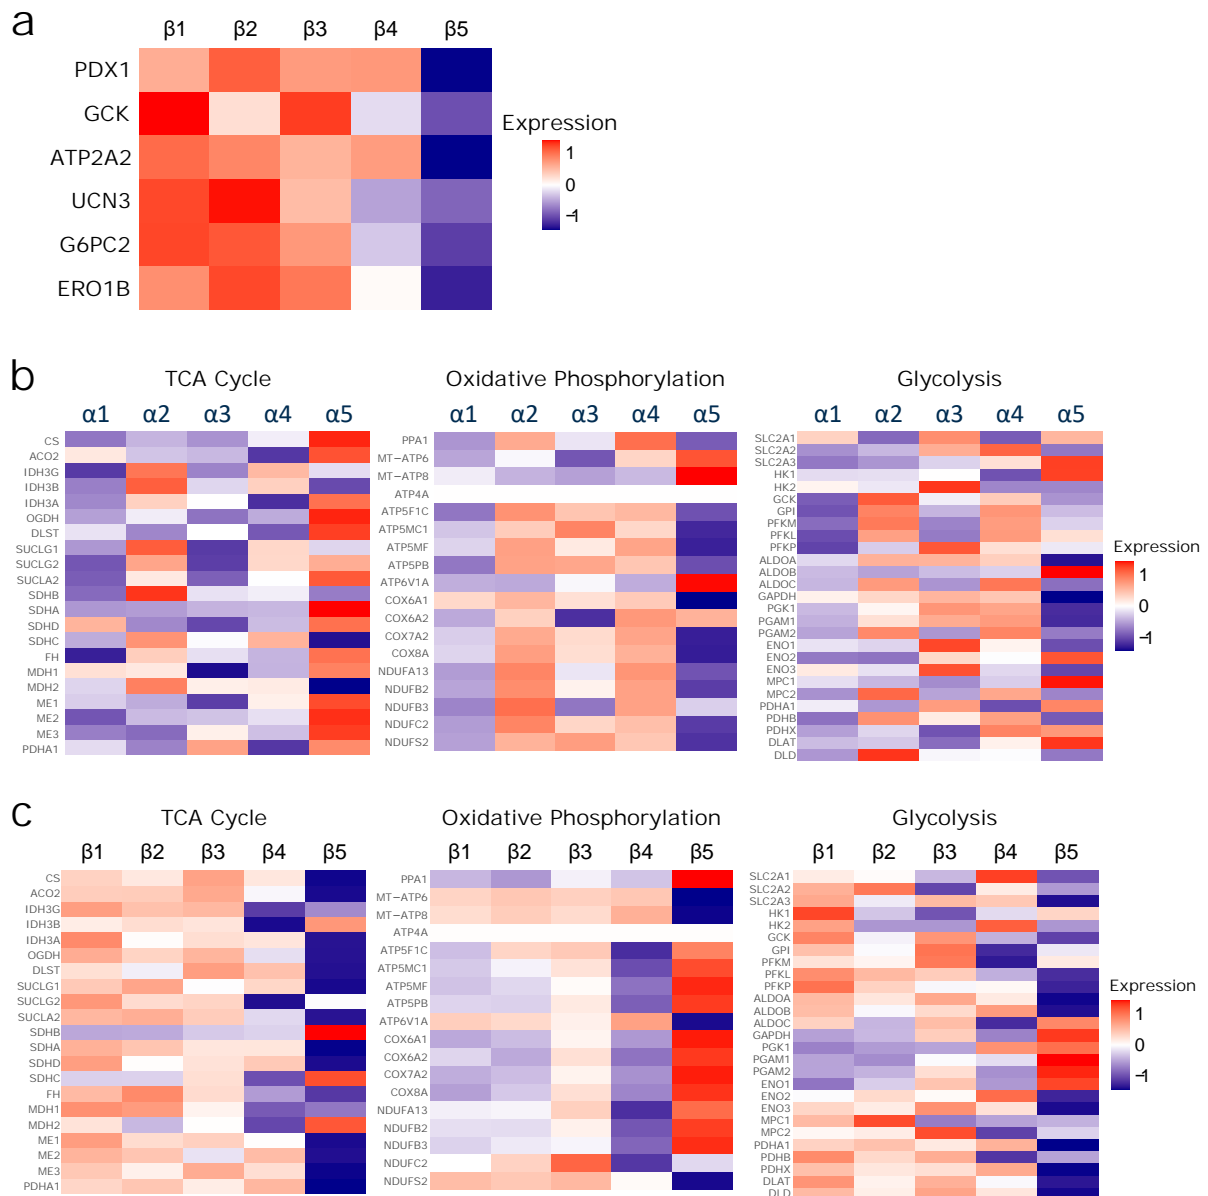 a
β1 β2 β3 β4 β5
PDX1
GCK
ATP2A2
UCN3
G6PC2
ERO1B
Expression
1
0
−1
b
TCA Cycle
α1 α2 α3 α4 α5
CS
ACO2
IDH3G
IDH3B
IDH3A
OGDH
DLST
SUCLG1
SUCLG2
SUCLA2
SDHB
SDHA
SDHD
SDHC
FH
MDH1
MDH2
ME1
ME2
ME3
PDHA1
Oxidative Phosphorylation
α1 α2 α3 α4 α5
PPA1
MT−ATP6
MT−ATP8
ATP4A
ATP5F1C
ATP5MC1
ATP5MF
ATP5PB
ATP6V1A
COX6A1
COX6A2
COX7A2
COX8A
NDUFA13
NDUFB2
NDUFB3
NDUFC2
NDUFS2
Glycolysis
α1 α2 α3 α4 α5
SLC2A1
SLC2A2
SLC2A3
HK1
HK2
GCK
GPI
PFKM
PFKL
PFKP
ALDOA
ALDOB
ALDOC
GAPDH
PGK1
PGAM1
PGAM2
ENO1
ENO2
ENO3
MPC1
MPC2
PDHA1
PDHB
PDHX
DLAT
DLD
Expression
1
0
−1
c
TCA Cycle
β1 β2 β3 β4 β5
CS
ACO2
IDH3G
IDH3B
IDH3A
OGDH
DLST
SUCLG1
SUCLG2
SUCLA2
SDHB
SDHA
SDHD
SDHC
FH
MDH1
MDH2
ME1
ME2
ME3
PDHA1
Oxidative Phosphorylation
β1 β2 β3 β4 β5
PPA1
MT−ATP6
MT−ATP8
ATP4A
ATP5F1C
ATP5MC1
ATP5MF
ATP5PB
ATP6V1A
COX6A1
COX6A2
COX7A2
COX8A
NDUFA13
NDUFB2
NDUFB3
NDUFC2
NDUFS2
Glycolysis
β1 β2 β3 β4 β5
SLC2A1
SLC2A2
SLC2A3
HK1
HK2
GCK
GPI
PFKM
PFKL
PFKP
ALDOA
ALDOB
ALDOC
GAPDH
PGK1
PGAM1
PGAM2
ENO1
ENO2
ENO3
MPC1
MPC2
PDHA1
PDHB
PDHX
DLAT
DLD
Expression
1
0
−1